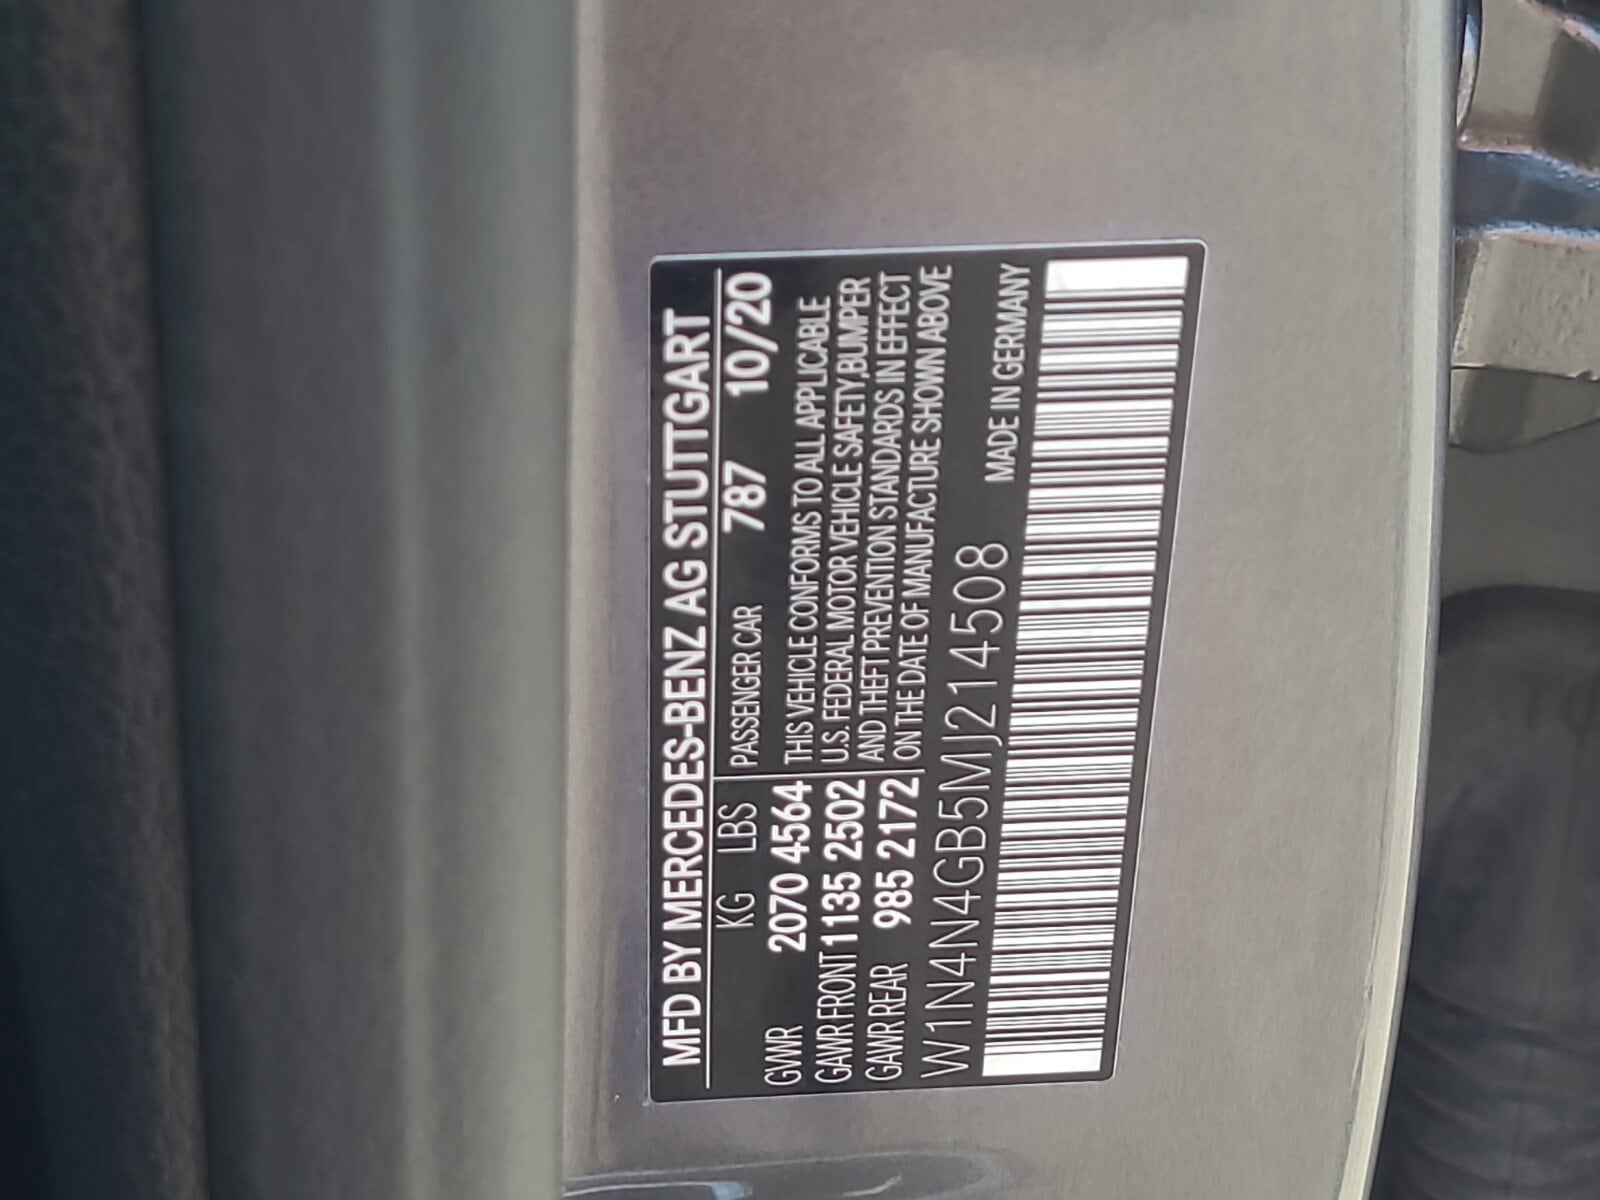 MFD BY MERCEDES-BENZ AG STUTTGART
KG LBS PASSENGER CAR 787 10/20
GVWR 2070 4564 THIS VEHICLE CONFORMS TO ALL APPLICABLE
GAWR FRONT 1135 2502 U.S. FEDERAL MOTOR VEHICLE SAFETY,BUMPER
GAWR REAR 985 2172 AND THEFT PREVENTION STANDARDS IN EFFECT
ON THE DATE OF MANUFACTURE SHOWN ABOVE
W1N4N4GB5MJ214508 MADE IN GERMANY